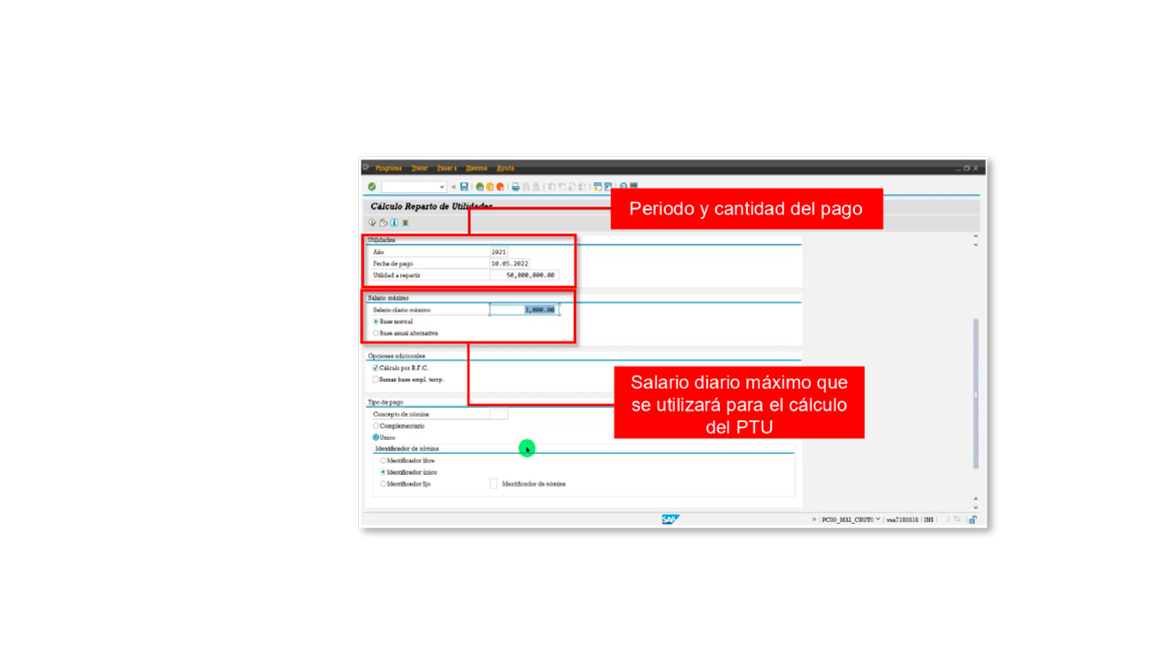 Programa Tratar Pasar a Sistema Ayuda
Cálculo Reparto de Utilidades
Periodo y cantidad del pago
Utilidades
Año 2021
Fecha de pago 10.05.2022
Utilidad a repartir 50,000,000.00
Salario máximo
Salario diario máximo 3,000.00
Base normal
Base anual alternativa
Opciones adicionales
Cálculo por R.F.C.
Sumar base empl. temp.
Salario diario máximo que
se utilizará para el cálculo
del PTU
Tipo de pago
Concepto de nómina
Complementario
Único
Identificador de nómina
Identificador libre
Identificador único
Identificador fijo Identificador de nómina
SAP
INS